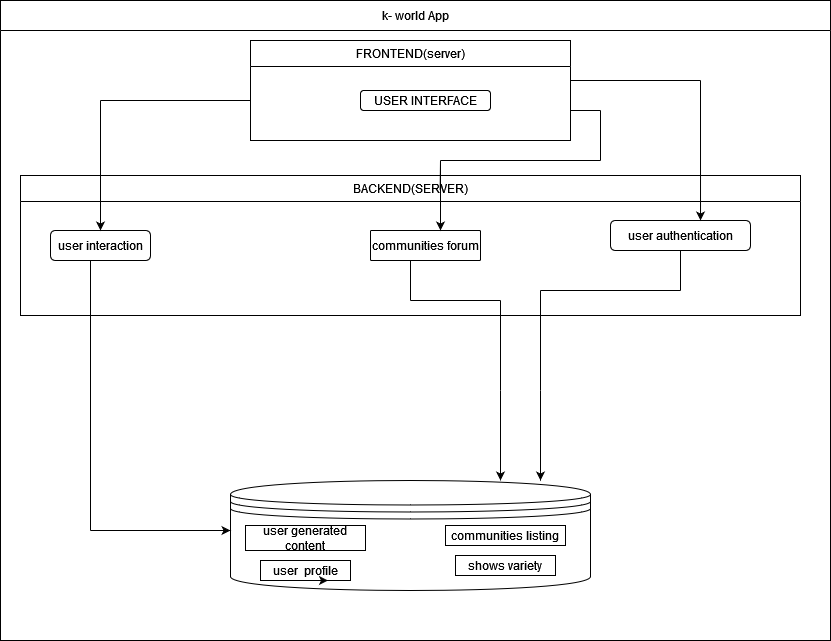 k- world App
FRONTEND(server)
USER INTERFACE
BACKEND(SERVER)
user interaction
communities forum
user authentication
user generated
content
communities listing
user  profile
shows variety